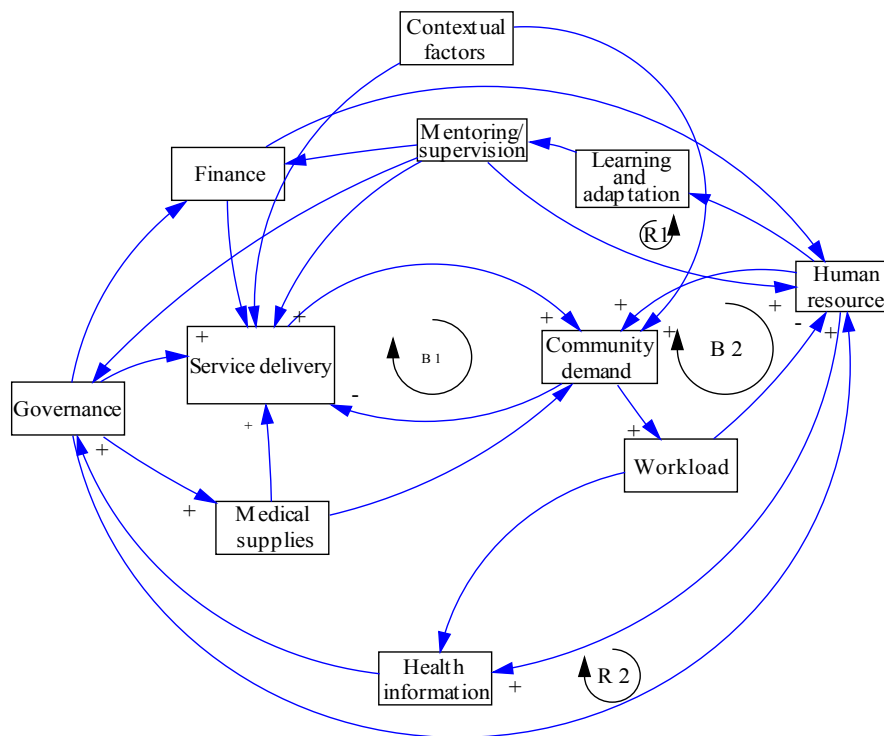 Contextual
factors
Mentoring/
supervision
Finance
Learning and
adaptation
R1
Human
resource
+
-
+
+
+
+
+
+
+
Service delivery
B 1
Community
demand
B 2
-
+
+
Governance
+
Workload
+
Medical
supplies
Health
information
+
R 2